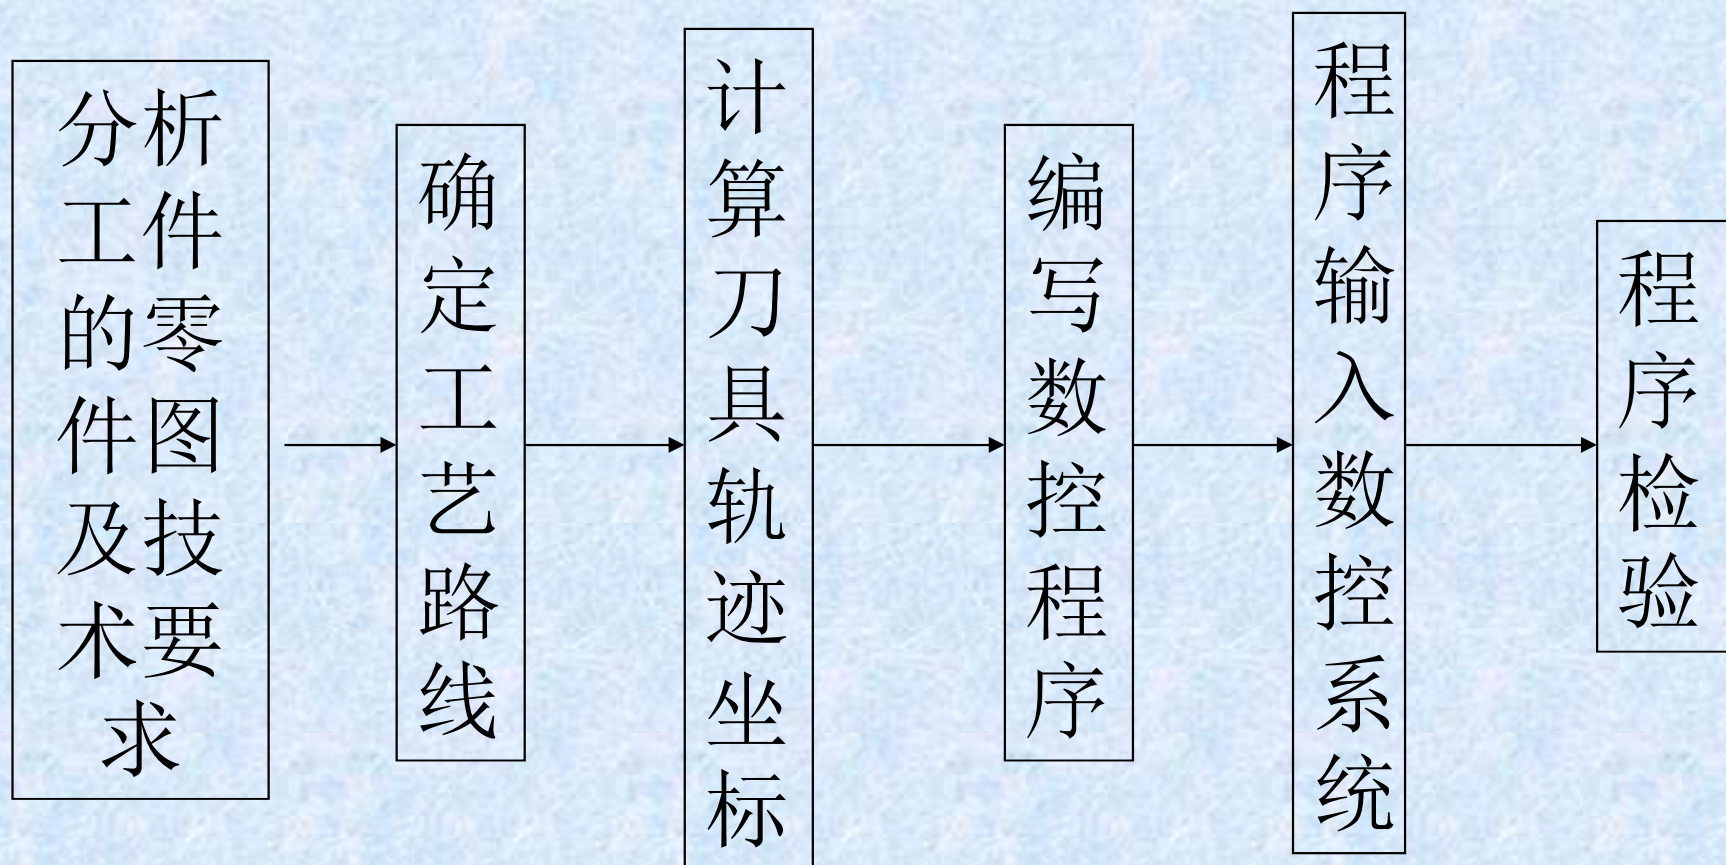 分析
工件
的零
件图
及技
术要
求
确定工艺路线
计算刀具轨迹坐标
编写数控程序
程序输入数控系统
程序检验